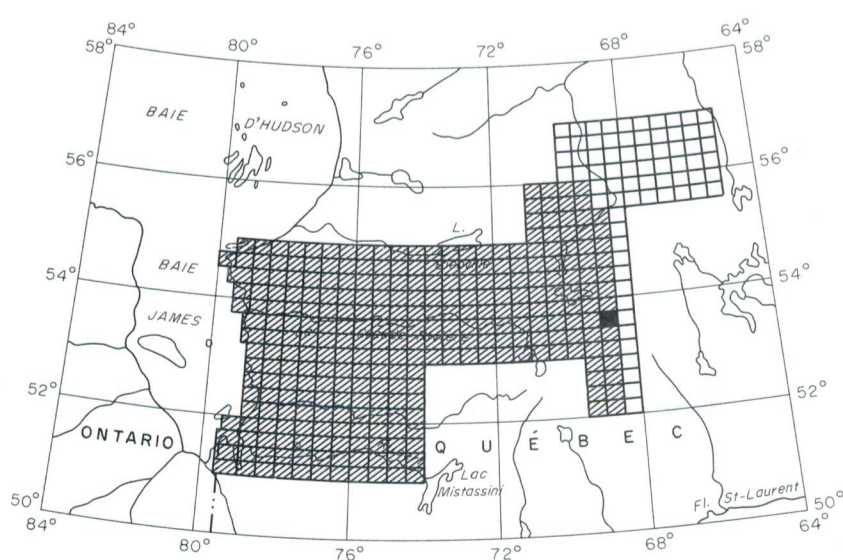 84°
80°
76°
72°
68°
64°
58°
58°
BAIE
D'HUDSON
56°
56°
L.
BAIE
54°
54°
JAMES
52°
52°
ONTARIO
QUÉBEC
Lac
Mistassini
Fl. St-Laurent
50°
50°
84°
80°
76°
72°
68°
64°